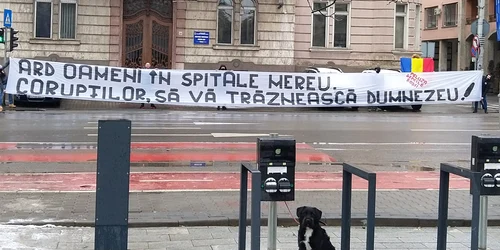 ARD OAMENI ÎN SPITALE MEREU.
CORUPȚILOR, SĂ VĂ TRĂZNEASCĂ DUMNEZEU!